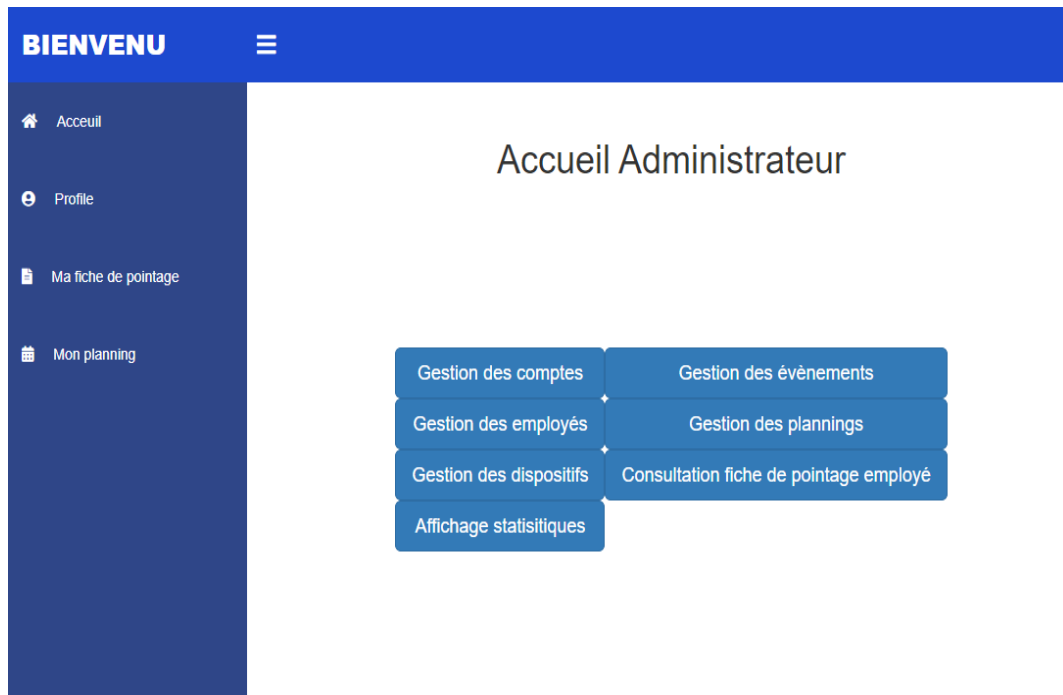 BIENVENU
Acceuil
Profile
Ma fiche de pointage
Mon planning
Accueil Administrateur
Gestion des comptes
Gestion des évènements
Gestion des employés
Gestion des plannings
Gestion des dispositifs
Consultation fiche de pointage employé
Affichage statisitiques